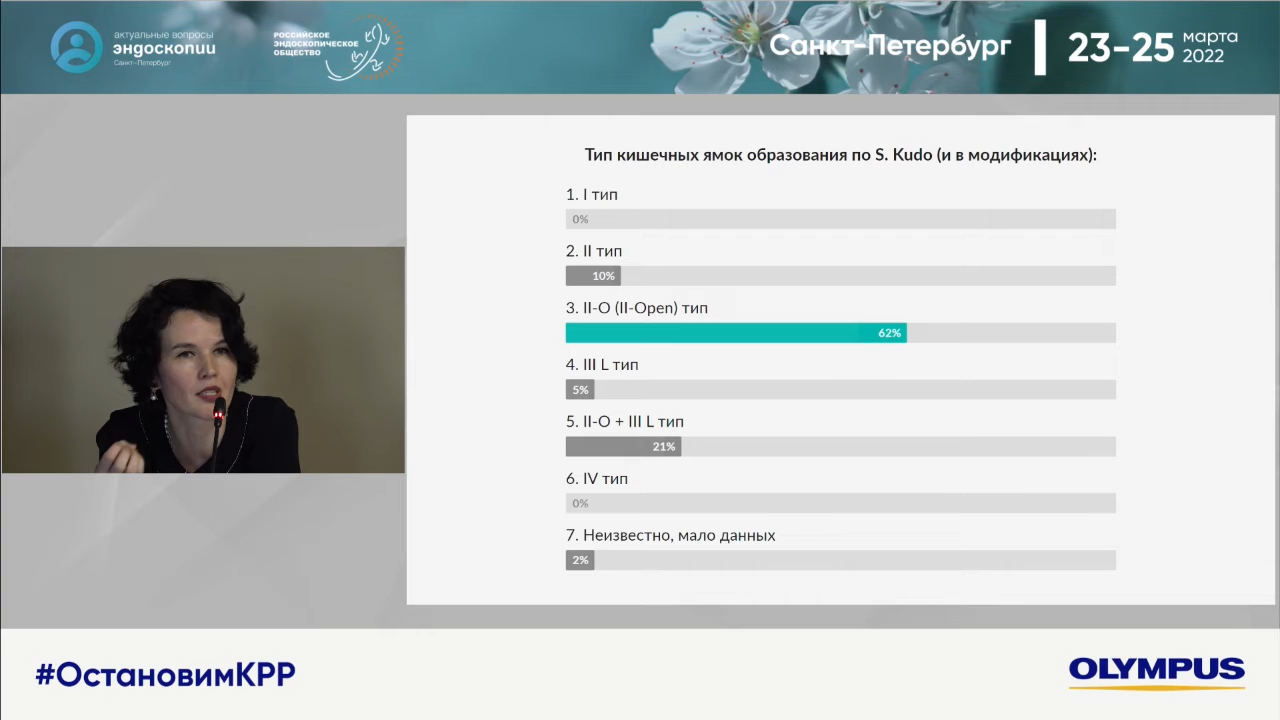 актуальные вопросы
эндоскопии
Санкт-Петербург
РОССИЙСКОЕ
ЭНДОСКОПИЧЕСКОЕ
ОБЩЕСТВО
Санкт-Петербург
23-25
марта
2022
Тип кишечных ямок образования по S. Kudo (и в модификациях):
1. I тип
0%
2. II тип
10%
3. II-O (II-Open) тип
62%
4. III L тип
5%
5. II-O + III L тип
21%
6. IV тип
0%
7. Неизвестно, мало данных
2%
#ОстановимКРР
OLYMPUS